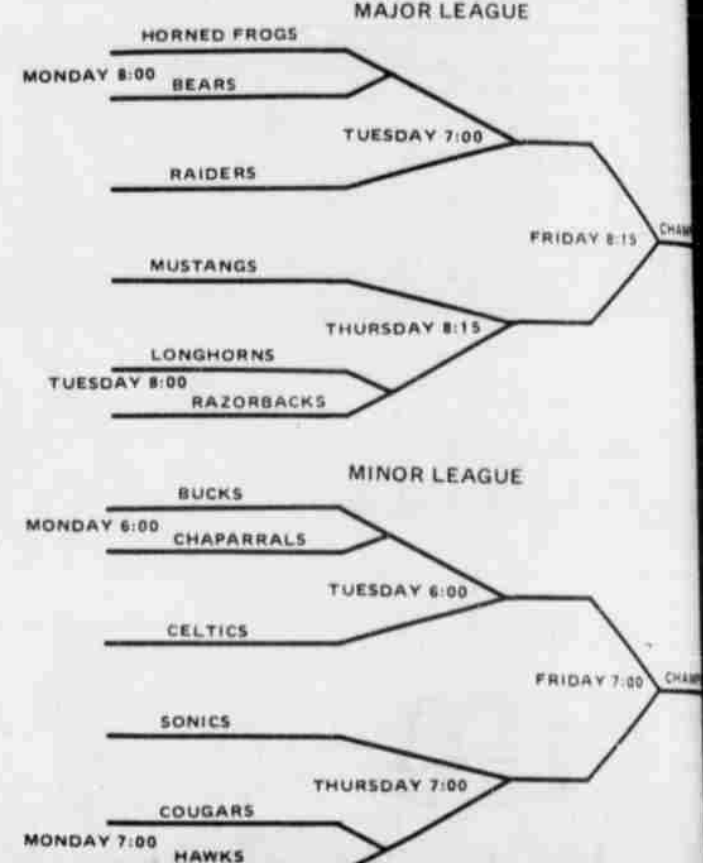 MAJOR LEAGUE
HORNED FROGS
MONDAY 8:00
BEARS
TUESDAY 7:00
RAIDERS
FRIDAY 8:15
CHAM
MUSTANGS
THURSDAY 8:15
LONGHORNS
TUESDAY 8:00
RAZORBACKS
MINOR LEAGUE
BUCKS
MONDAY 6:00
CHAPARRALS
TUESDAY 6:00
CELTICS
FRIDAY 7:00
CHAM
SONICS
THURSDAY 7:00
COUGARS
MONDAY 7:00
HAWKS